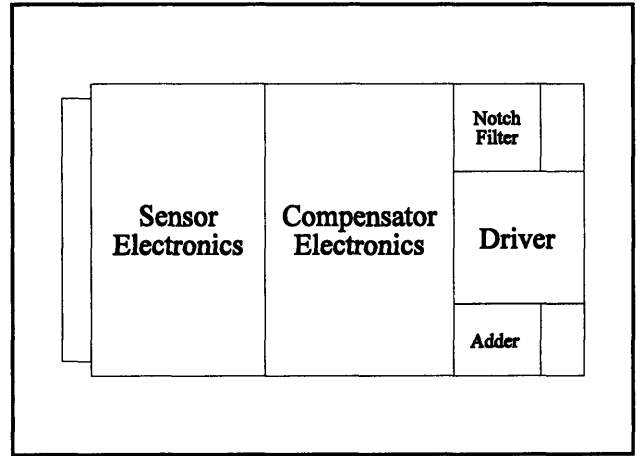 Sensor
Electronics
Compensator
Electronics
Notch
Filter
Driver
Adder